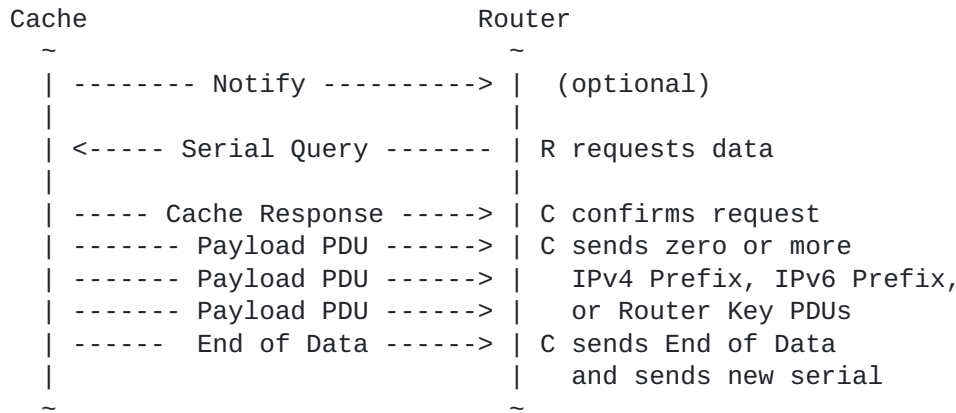 Cache                         Router
  ~                             ~
  | -------- Notify ----------> |  (optional)
  |                             |
  | <----- Serial Query ------- | R requests data
  |                             |
  | ----- Cache Response -----> | C confirms request
  | ------- Payload PDU ------> | C sends zero or more
  | ------- Payload PDU ------> |   IPv4 Prefix, IPv6 Prefix,
  | ------- Payload PDU ------> |   or Router Key PDUs
  | ------  End of Data ------> | C sends End of Data
  |                             |   and sends new serial
  ~                             ~